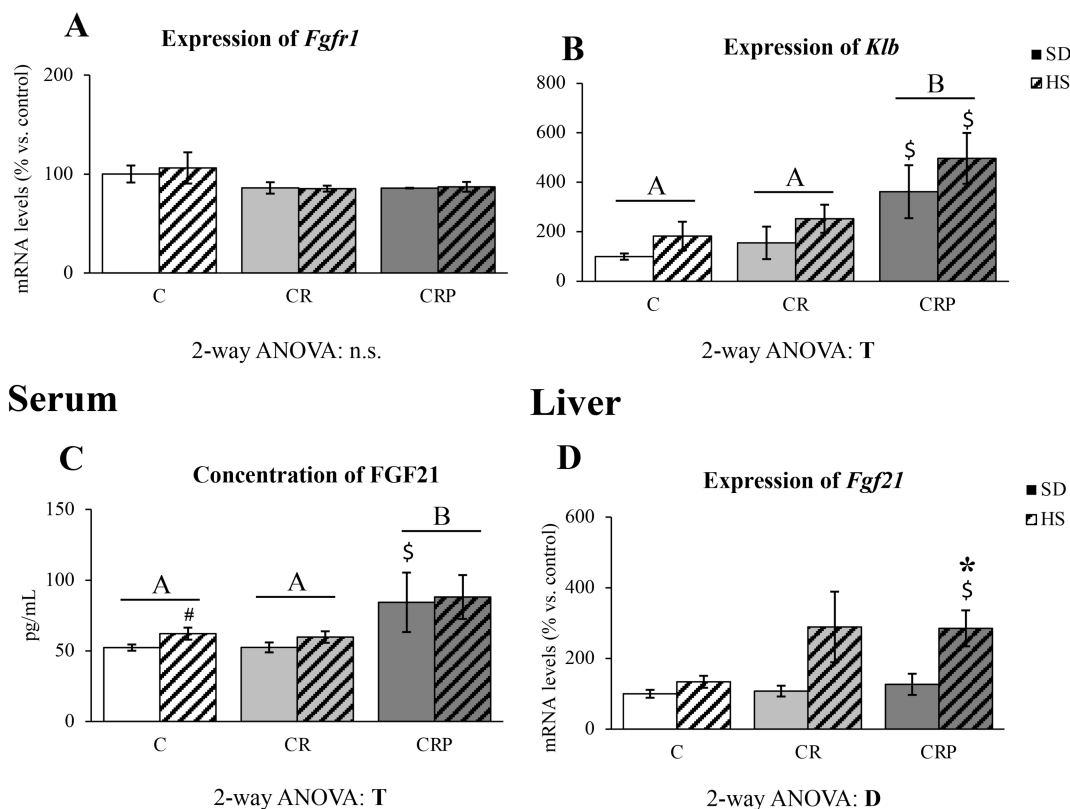 A
Expression of Fgfr1
mRNA levels (% vs. control)
200
100
0
C CR CRP
2-way ANOVA: n.s.
B
Expression of Klb
SD
HS
800
600
400
200
0
A
A
B
$
$
C CR CRP
2-way ANOVA: T
Serum
C
Concentration of FGF21
pg/mL
150
100
50
0
A
#
A
B
$
C CR CRP
2-way ANOVA: T
Liver
D
Expression of Fgf21
SD
HS
mRNA levels (% vs. control)
600
400
200
0
*
$
C CR CRP
2-way ANOVA: D